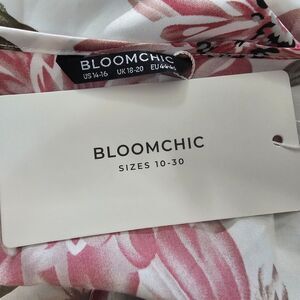 BLOOMCHIC
US 14-16 UK 18-20
BLOOMCHIC
SIZES 10-30